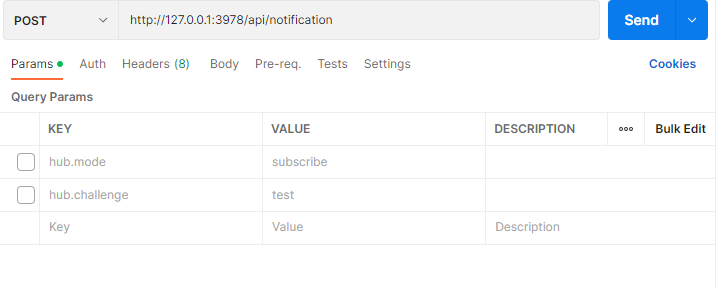 POST http://127.0.0.1:3978/api/notification Send
Params Auth Headers (8) Body Pre-req. Tests Settings Cookies
Query Params
KEY VALUE DESCRIPTION Bulk Edit
hub.mode subscribe
hub.challenge test
Key Value Description